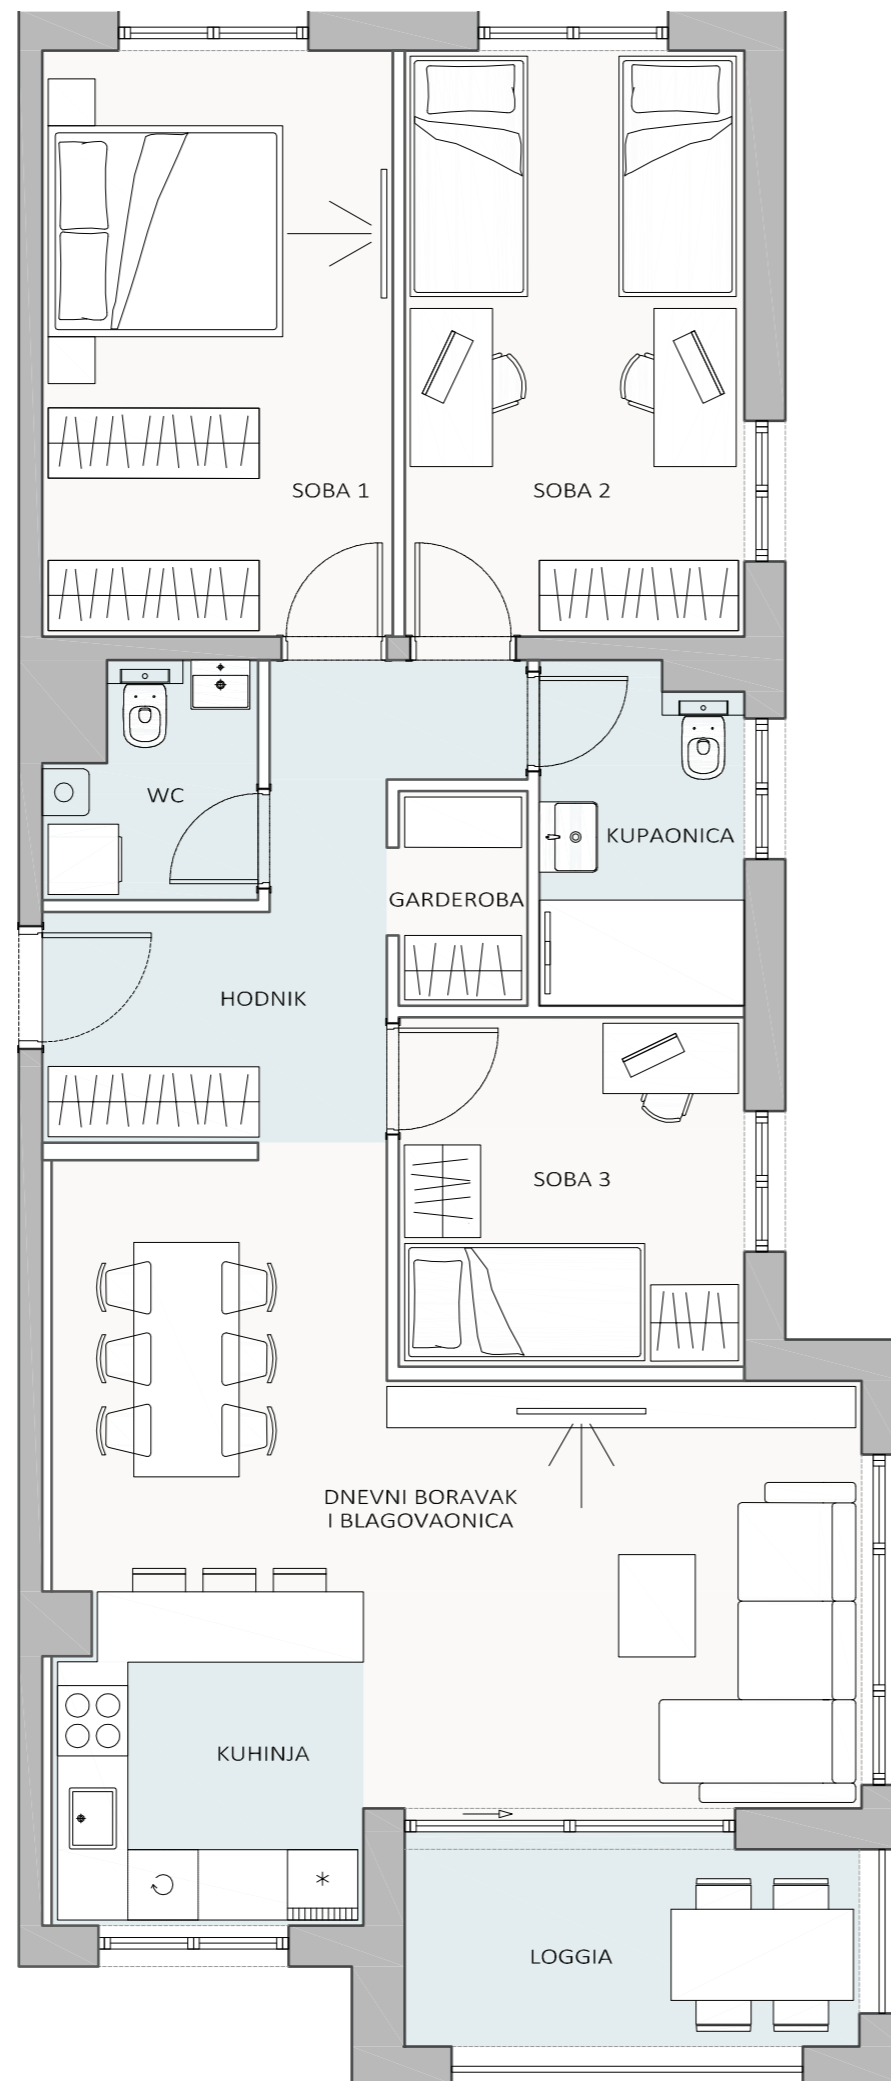 SOBA 1
SOBA 2
WC
KUPAONICA
GARDEROBA
HODNIK
SOBA 3
DNEVNI BORAVAK
I BLAGOVAONICA
KUHINJA
LOGGIA